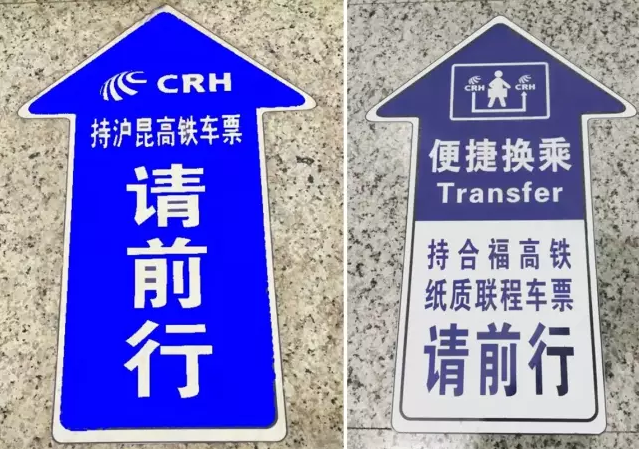 CRH
持沪昆高铁车票
请
前
行
CRH CRH
便捷换乘
Transfer
持合福高铁
纸质联程车票
请前行